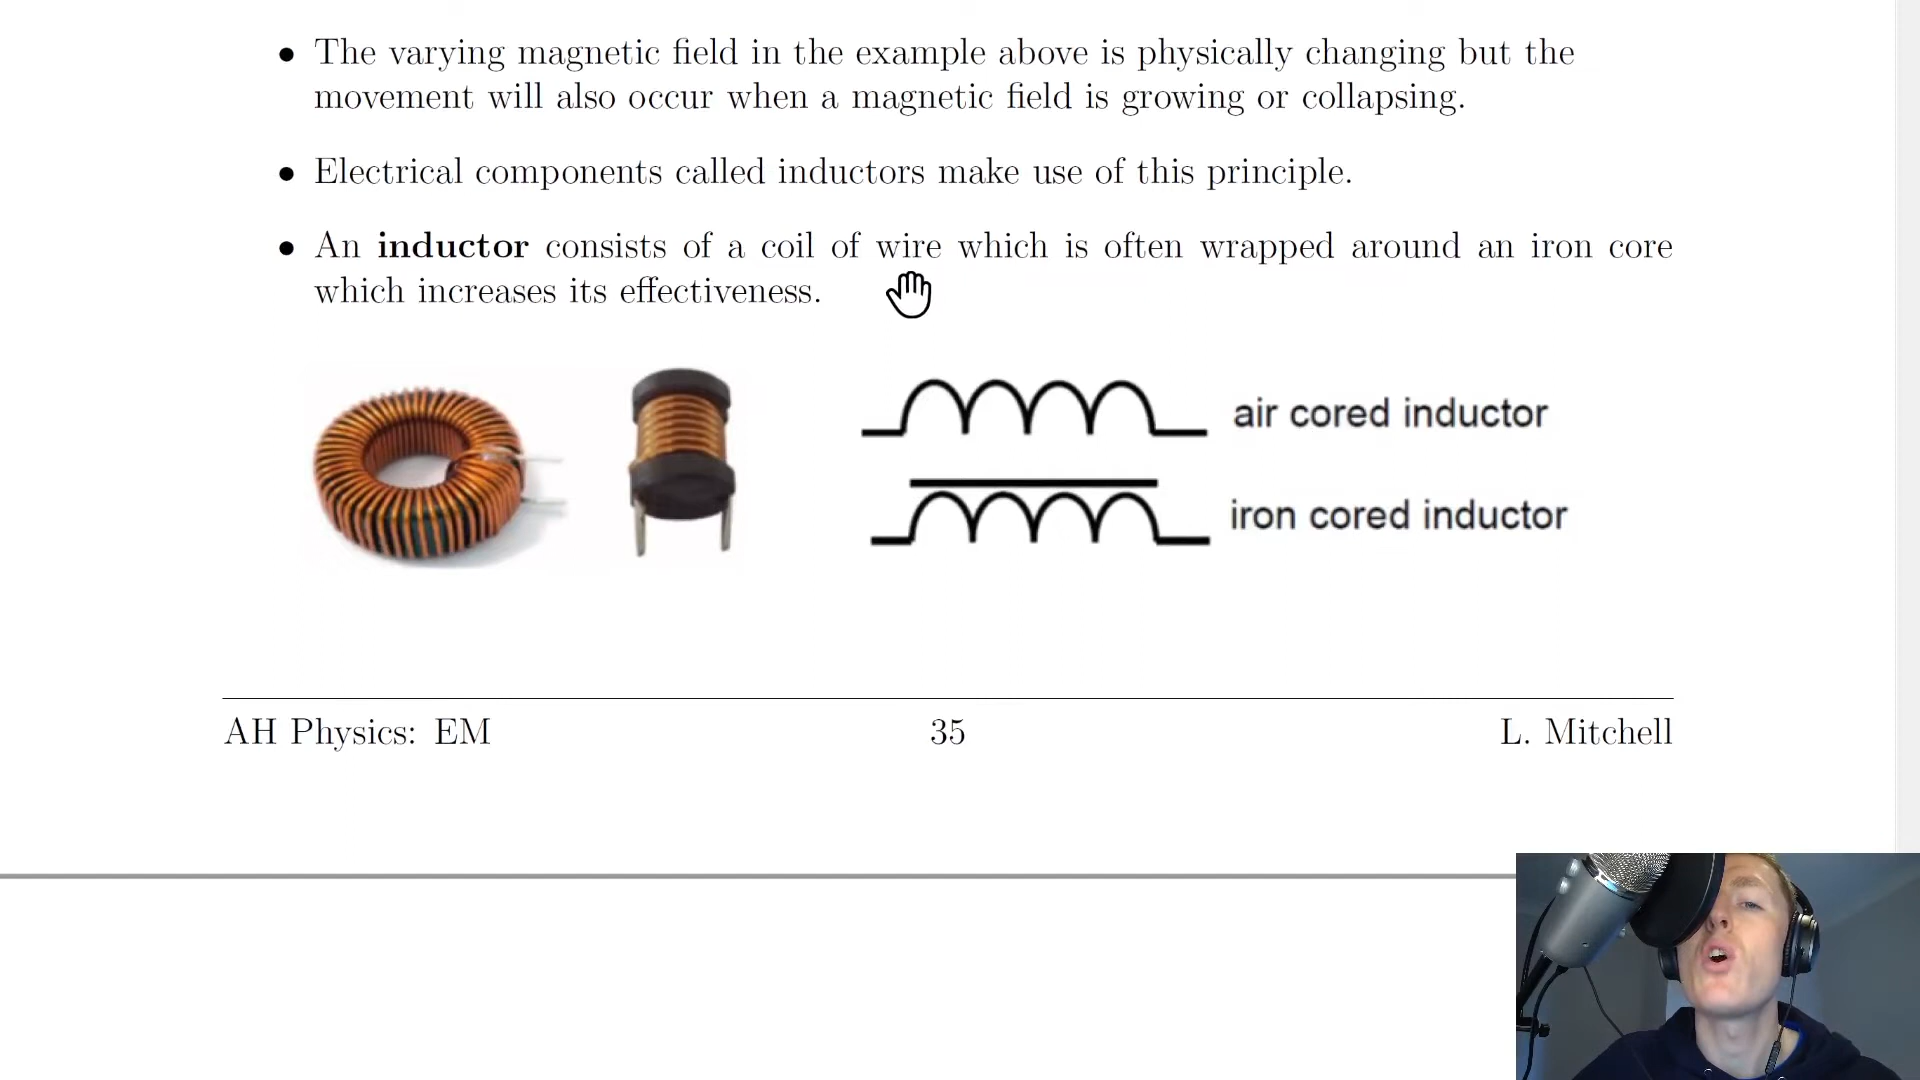 • The varying magnetic field in the example above is physically changing but the
movement will also occur when a magnetic field is growing or collapsing.
• Electrical components called inductors make use of this principle.
• An inductor consists of a coil of wire which is often wrapped around an iron core
which increases its effectiveness.
air cored inductor
iron cored inductor
AH Physics: EM 35 L. Mitchell